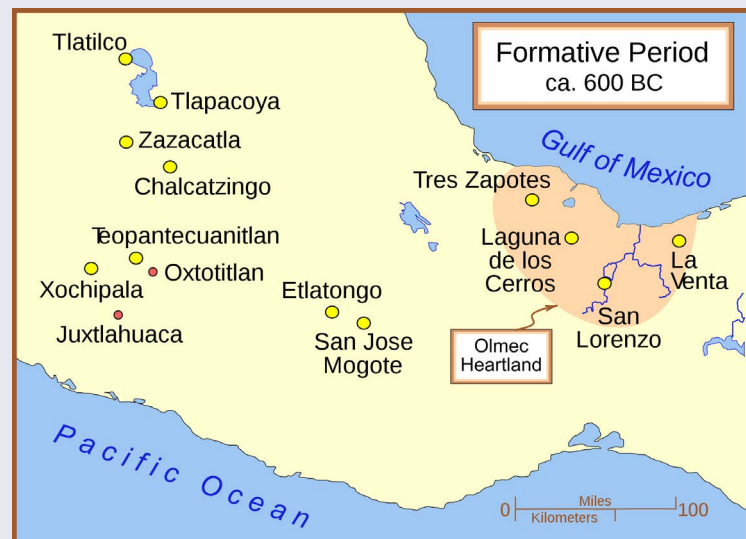 Formative Period
ca. 600 BC
Tlatilco
Tlapacoya
Zazacatla
Chalcatzingo
Gulf of Mexico
Tres Zapotes
Teopantecuanitlan
Laguna
de los
Cerros
La
Venta
Oxtotitlan
Xochipala
Etlatongo
San
Lorenzo
Juxtlahuaca
San Jose
Mogote
Olmec
Heartland
Pacific Ocean
0
Miles
100
Kilometers